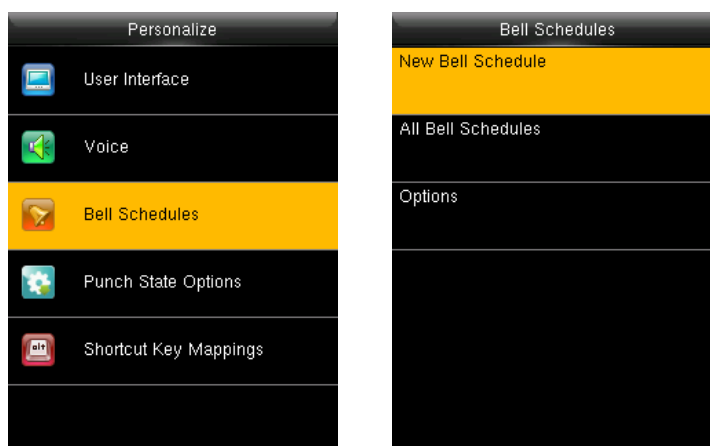 Personalize
User Interface
Voice
Bell Schedules
Punch State Options
alt
Shortcut Key Mappings
Bell Schedules
New Bell Schedule
All Bell Schedules
Options